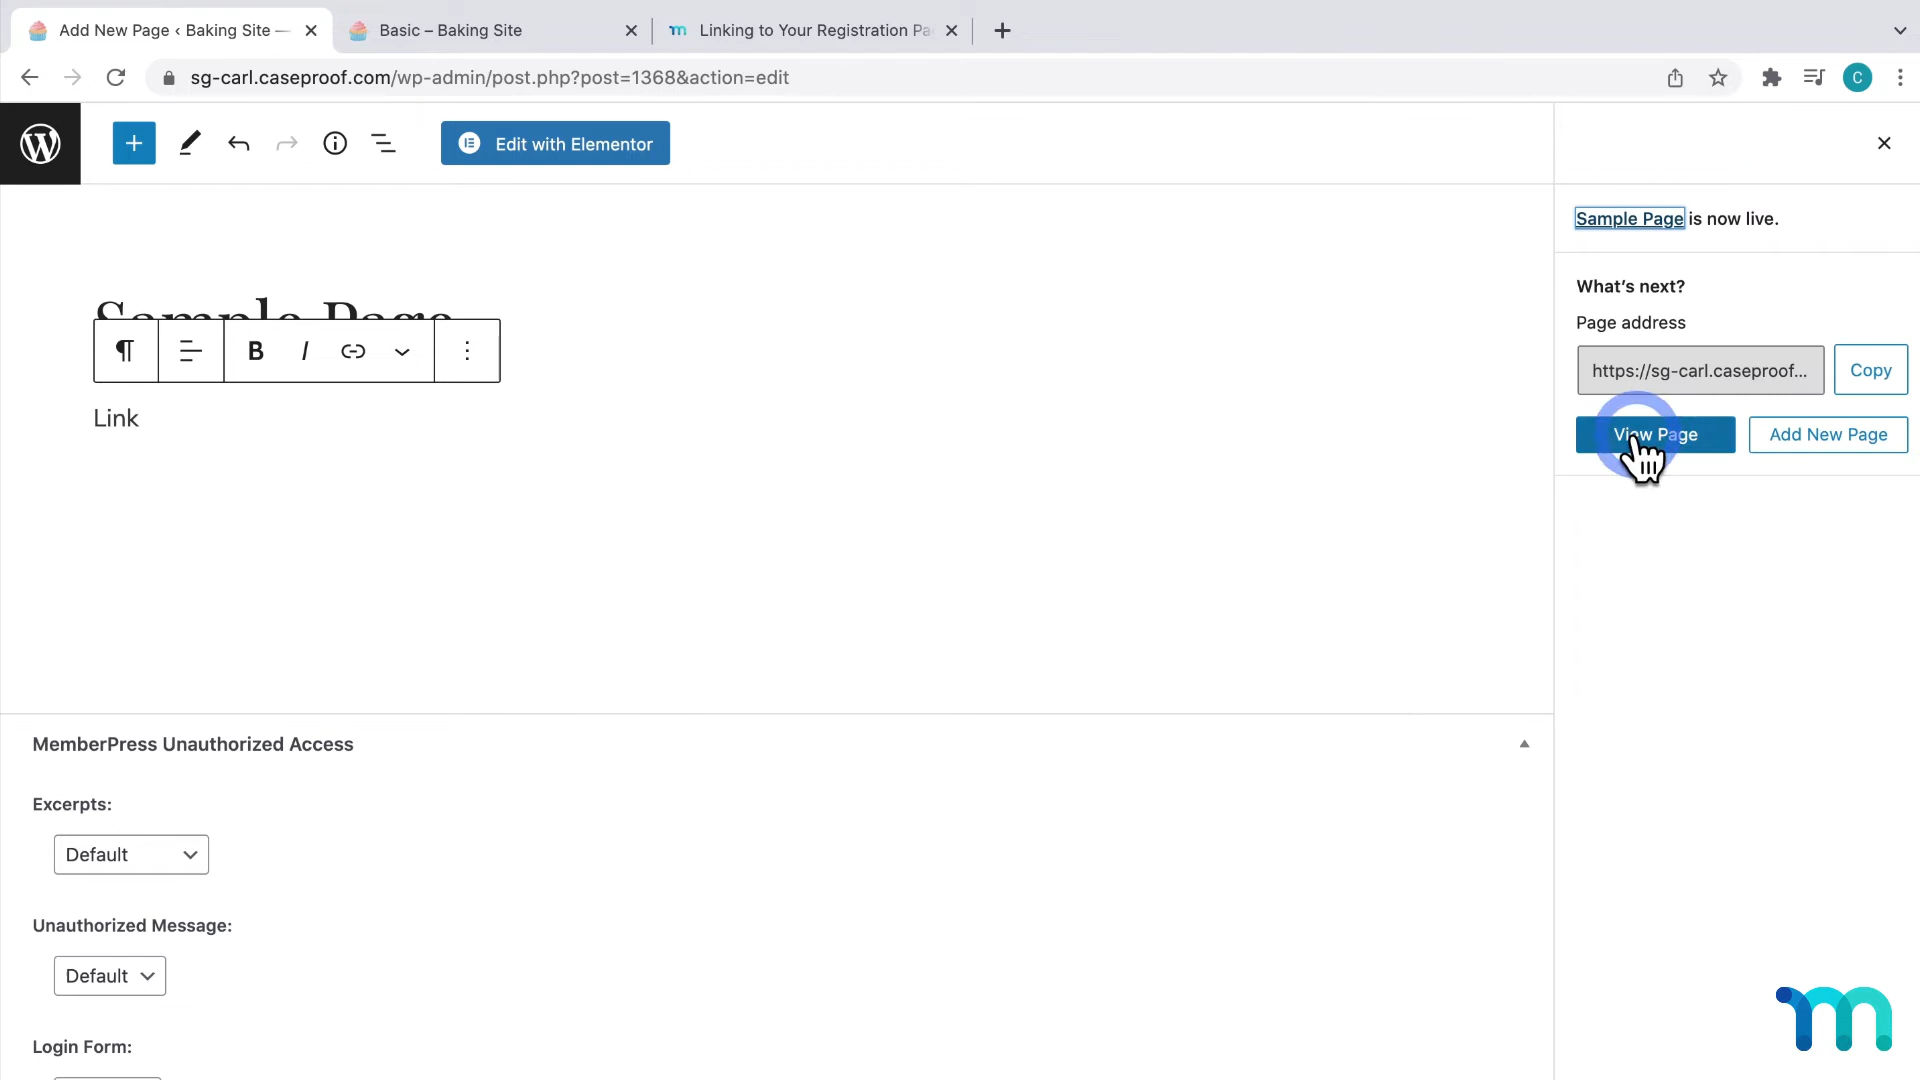 Add New Page ‹ Baking Site —
Basic – Baking Site
Linking to Your Registration Pa
sg-carl.caseproof.com/wp-admin/post.php?post=1368&action=edit
C
Edit with Elementor
Sample Page is now live.
What's next?
Sample Page
Page address
B I
https://sg-carl.caseproof...
Copy
Link
View Page
Add New Page
MemberPress Unauthorized Access
Excerpts:
Default
Unauthorized Message:
Default
Login Form: